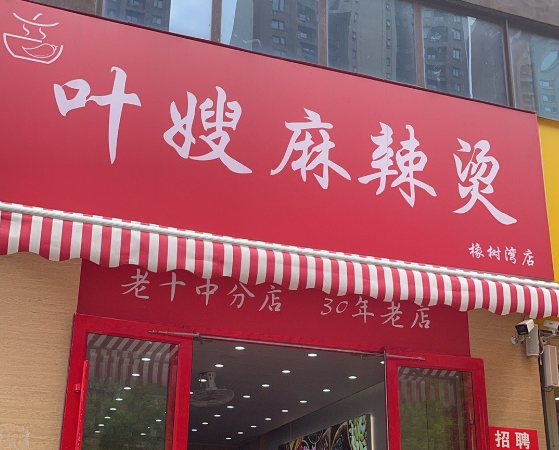 叶嫂麻辣烫
橡树湾店
老十中分店 30年老店
招聘